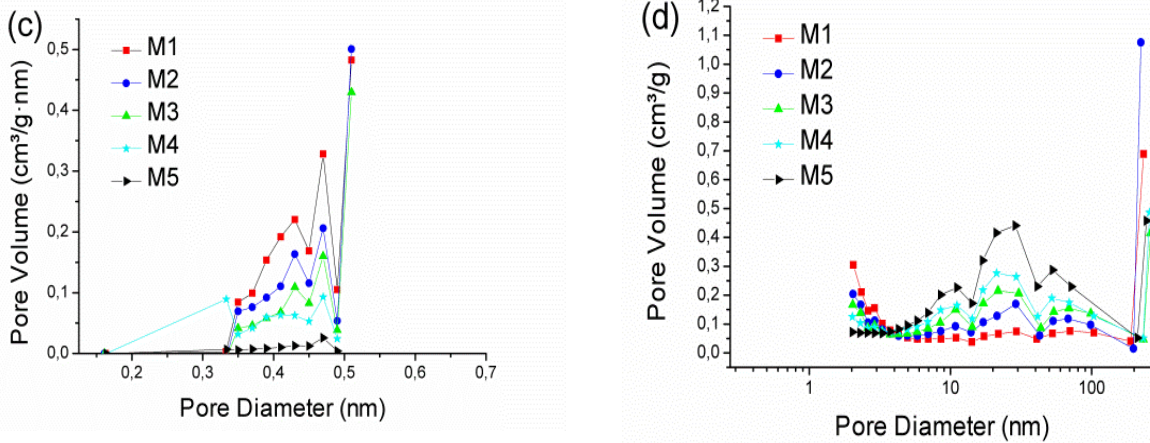 (c)
Pore Volume (cm³/g·nm)
0,5
0,4
0,3
0,2
0,1
0,0
M1
M2
M3
M4
M5
0,2
0,3
0,4
0,5
0,6
0,7
Pore Diameter (nm)
(d)
Pore Volume (cm³/g)
1,2
1,1
1,0
0,9
0,8
0,7
0,6
0,5
0,4
0,3
0,2
0,1
0,0
M1
M2
M3
M4
M5
1
10
100
Pore Diameter (nm)